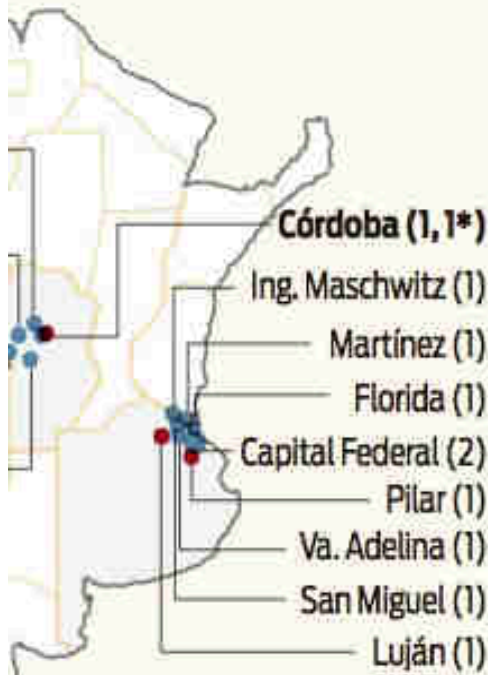 Córdoba (1, 1*)
Ing. Maschwitz (1)
Martínez (1)
Florida (1)
Capital Federal (2)
Pilar (1)
Va. Adelina (1)
San Miguel (1)
Luján (1)